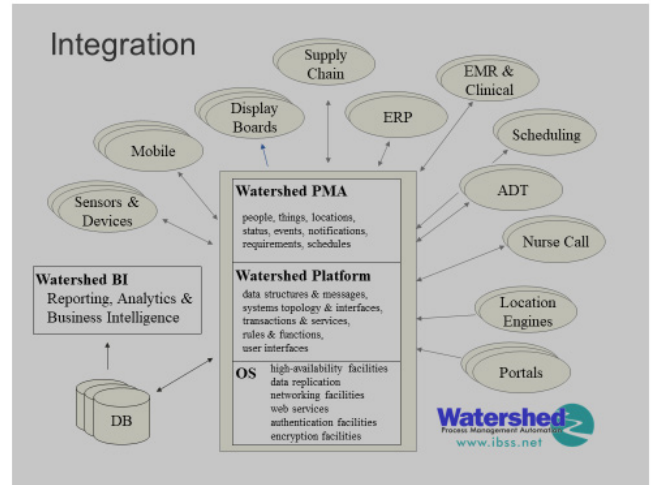 Integration
Supply
Chain
EMR &
Clinical
Display
Boards
ERP
Scheduling
Mobile
ADT
Sensors &
Devices
Nurse Call
Location
Engines
Portals
Watershed PMA
people, things, locations,
status, events, notifications,
requirements, schedules
Watershed Platform
data structures & messages,
systems topology & interfaces,
transactions & services,
rules & functions,
user interfaces
OS high-availability facilities
data replication
networking facilities
web services
authentication facilities
encryption facilities
Watershed BI
Reporting, Analytics &
Business Intelligence
DB
Watershed
Process Management Automation
www.ibss.net